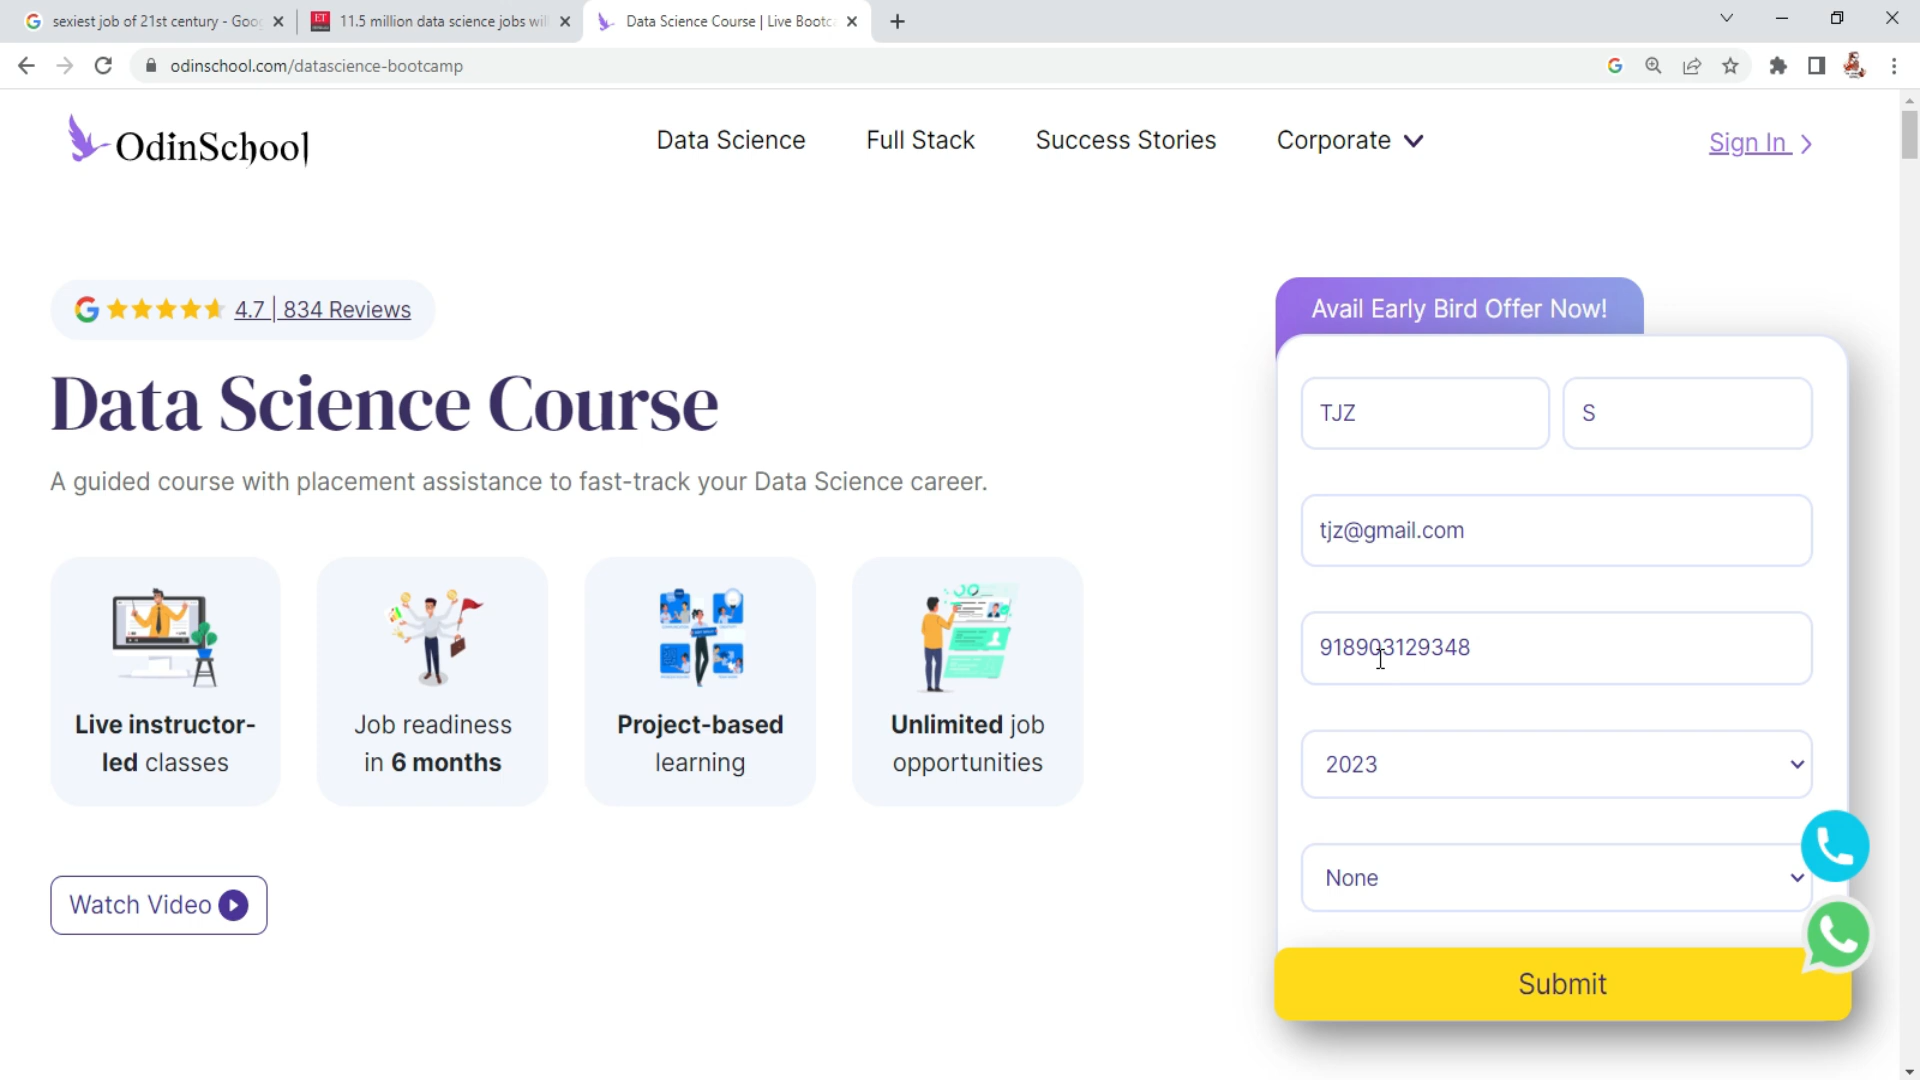 sexiest job of 21st century - Goo
ET 11.5 million data science jobs wil
Data Science Course | Live Bootc
odinschool.com/datascience-bootcamp
OdinSchool
Data Science
Full Stack
Success Stories
Corporate
Sign In
4.7 | 834 Reviews
Data Science Course
A guided course with placement assistance to fast-track your Data Science career.
Live instructor-
led classes
Job readiness
in 6 months
Project-based
learning
Unlimited job
opportunities
Watch Video
Avail Early Bird Offer Now!
TJZ
S
tjz@gmail.com
918903129348
2023
None
Submit